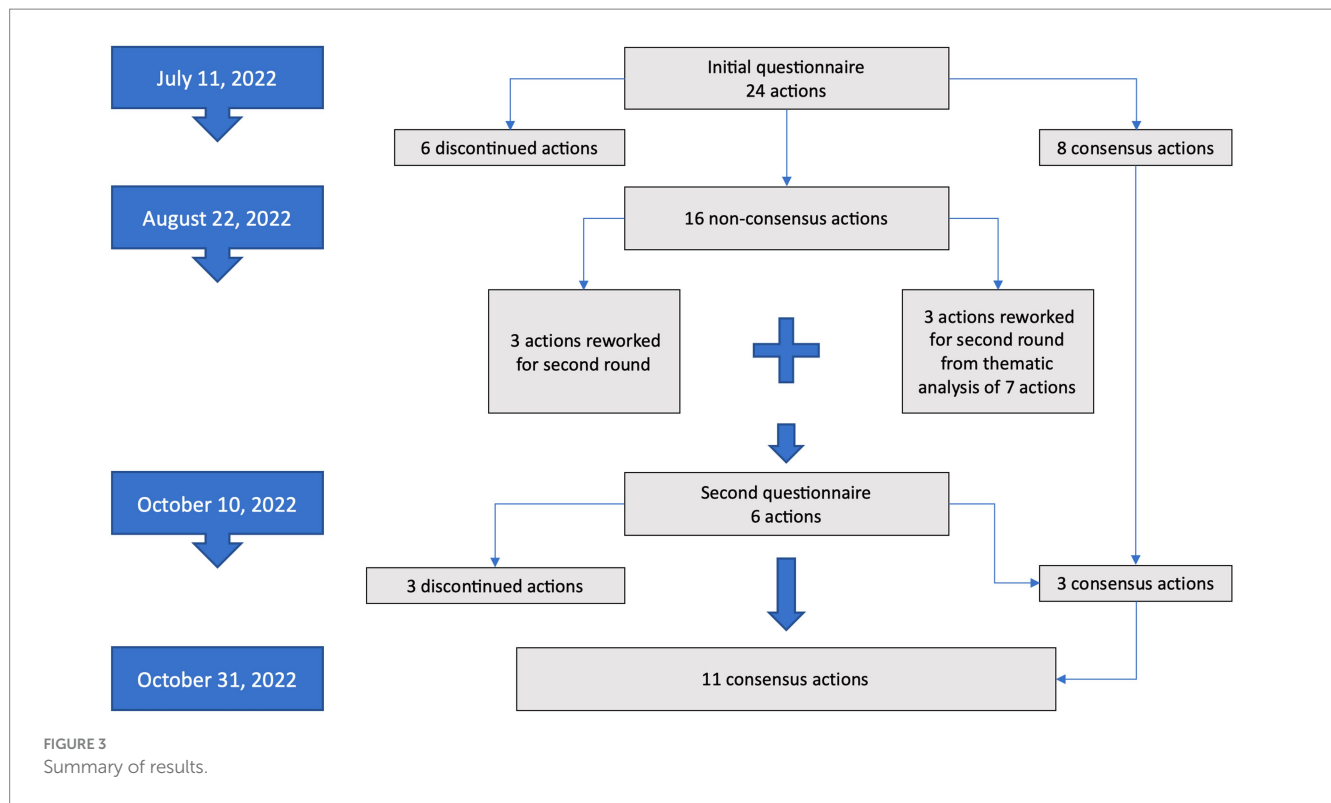 July 11, 2022
Initial questionnaire
24 actions
6 discontinued actions
8 consensus actions
August 22, 2022
16 non-consensus actions
3 actions reworked
for second round
3 actions reworked
for second round
from thematic
analysis of 7 actions
October 10, 2022
Second questionnaire
6 actions
3 discontinued actions
3 consensus actions
October 31, 2022
11 consensus actions
FIGURE 3
Summary of results.